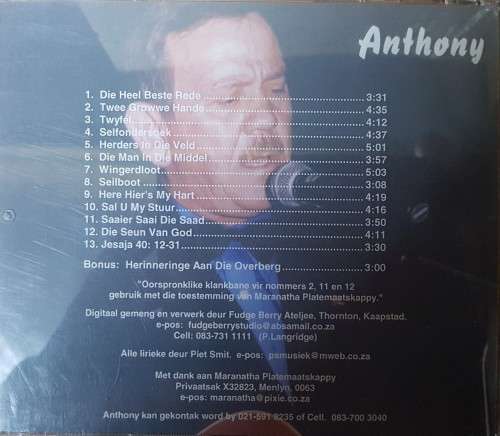 Anthony
1. Die Heel Beste Rede 3:31
2. Twee Growwe Hande 4:35
3. Twyfel 4:12
4. Selfondersoek 4:37
5. Herders In Die Veld 5:01
6. Die Man In Die Middel 3:57
7. Wingerdloot 5:03
8. Seilboot 3:08
9. Here Hier's My Hart 4:19
10. Sal U My Stuur 4:16
11. Saaier Saai Die Saad 3:50
12. Die Seun Van God 4:11
13. Jesaja 40: 12-31 3:30
Bonus: Herinneringe Aan Die Overberg 3:00
"Oorspronklike klankbane vir nommers 2, 11 en 12
gebruik met die toestemming van Maranatha Platemaatskappy."
Digitaal gemeng en verwerk deur Fudge Berry Ateljee, Thornton, Kaapstad.
e-pos: fudgeberrystudio@absamail.co.za
Cell: 083-731 1111 (P.Langridge)
Alle lirieke deur Piet Smit. e-pos: psmusiek@mweb.co.za
Met dank aan Maranatha Platemaatskappy
Privaatsak X32823, Menlyn. 0063
e-pos: maranatha@pixie.co.za
Anthony kan gekontak word by 021-591 8235 of Cell. 083-700 3040